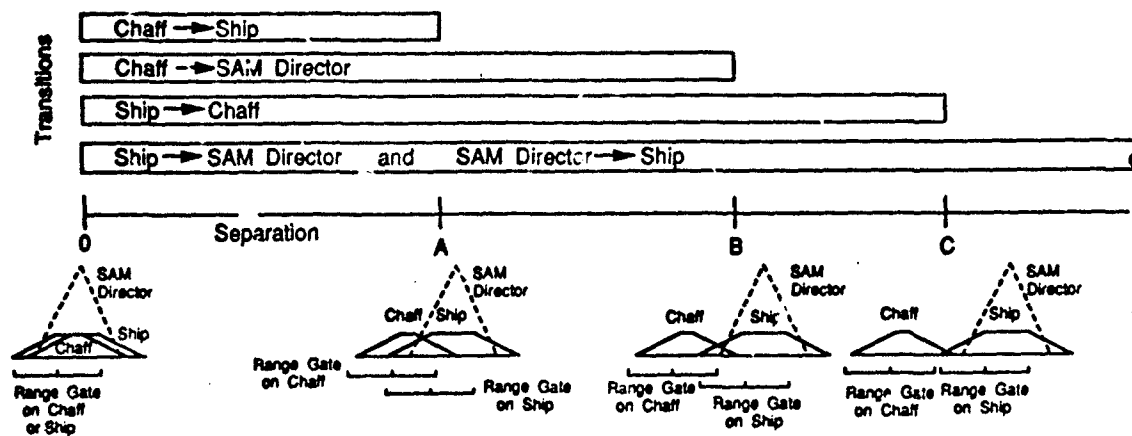 Transitions
Chaff → Ship
Chaff → SAM Director
Ship → Chaff
Ship → SAM Director and SAM Director → Ship
0 Separation A B C
SAM
Director
Ship
Chaff
Range Gate
on Chaff
or Ship
SAM
Director
Chaff Ship
Range Gate
on Chaff
Range Gate
on Ship
SAM
Director
Chaff Ship
Range Gate
on Chaff
Range Gate
on Ship
SAM
Director
Chaff Ship
Range Gate
on Chaff
Range Gate
on Ship